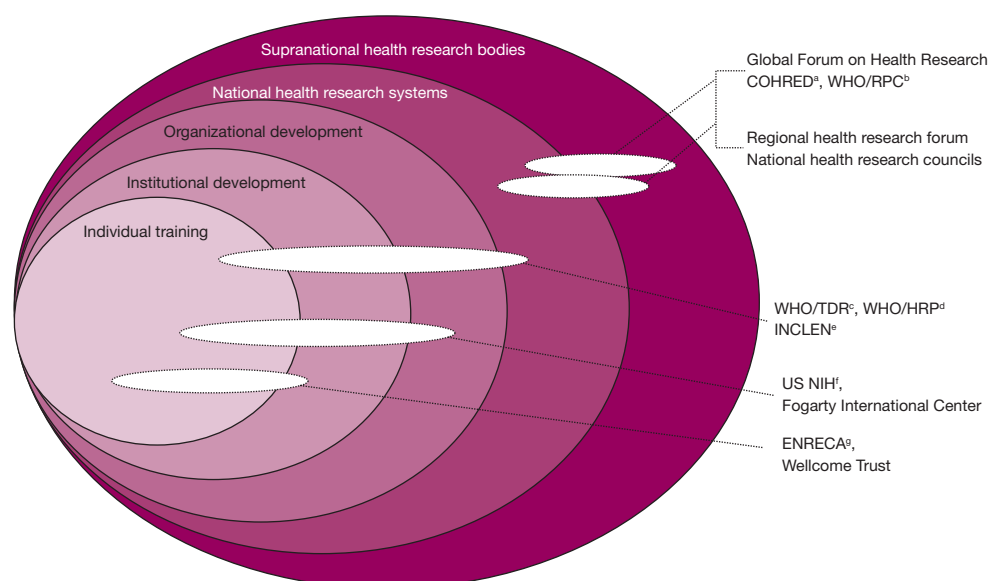 Supranational health research bodies
National health research systems
Organizational development
Institutional development
Individual training
Global Forum on Health Research
COHREDᵃ, WHO/RPCᵇ
Regional health research forum
National health research councils
WHO/TDRᶜ, WHO/HRPᵈ
INCLENᵉ
US NIHᶠ,
Fogarty International Center
ENRECAᵍ,
Wellcome Trust